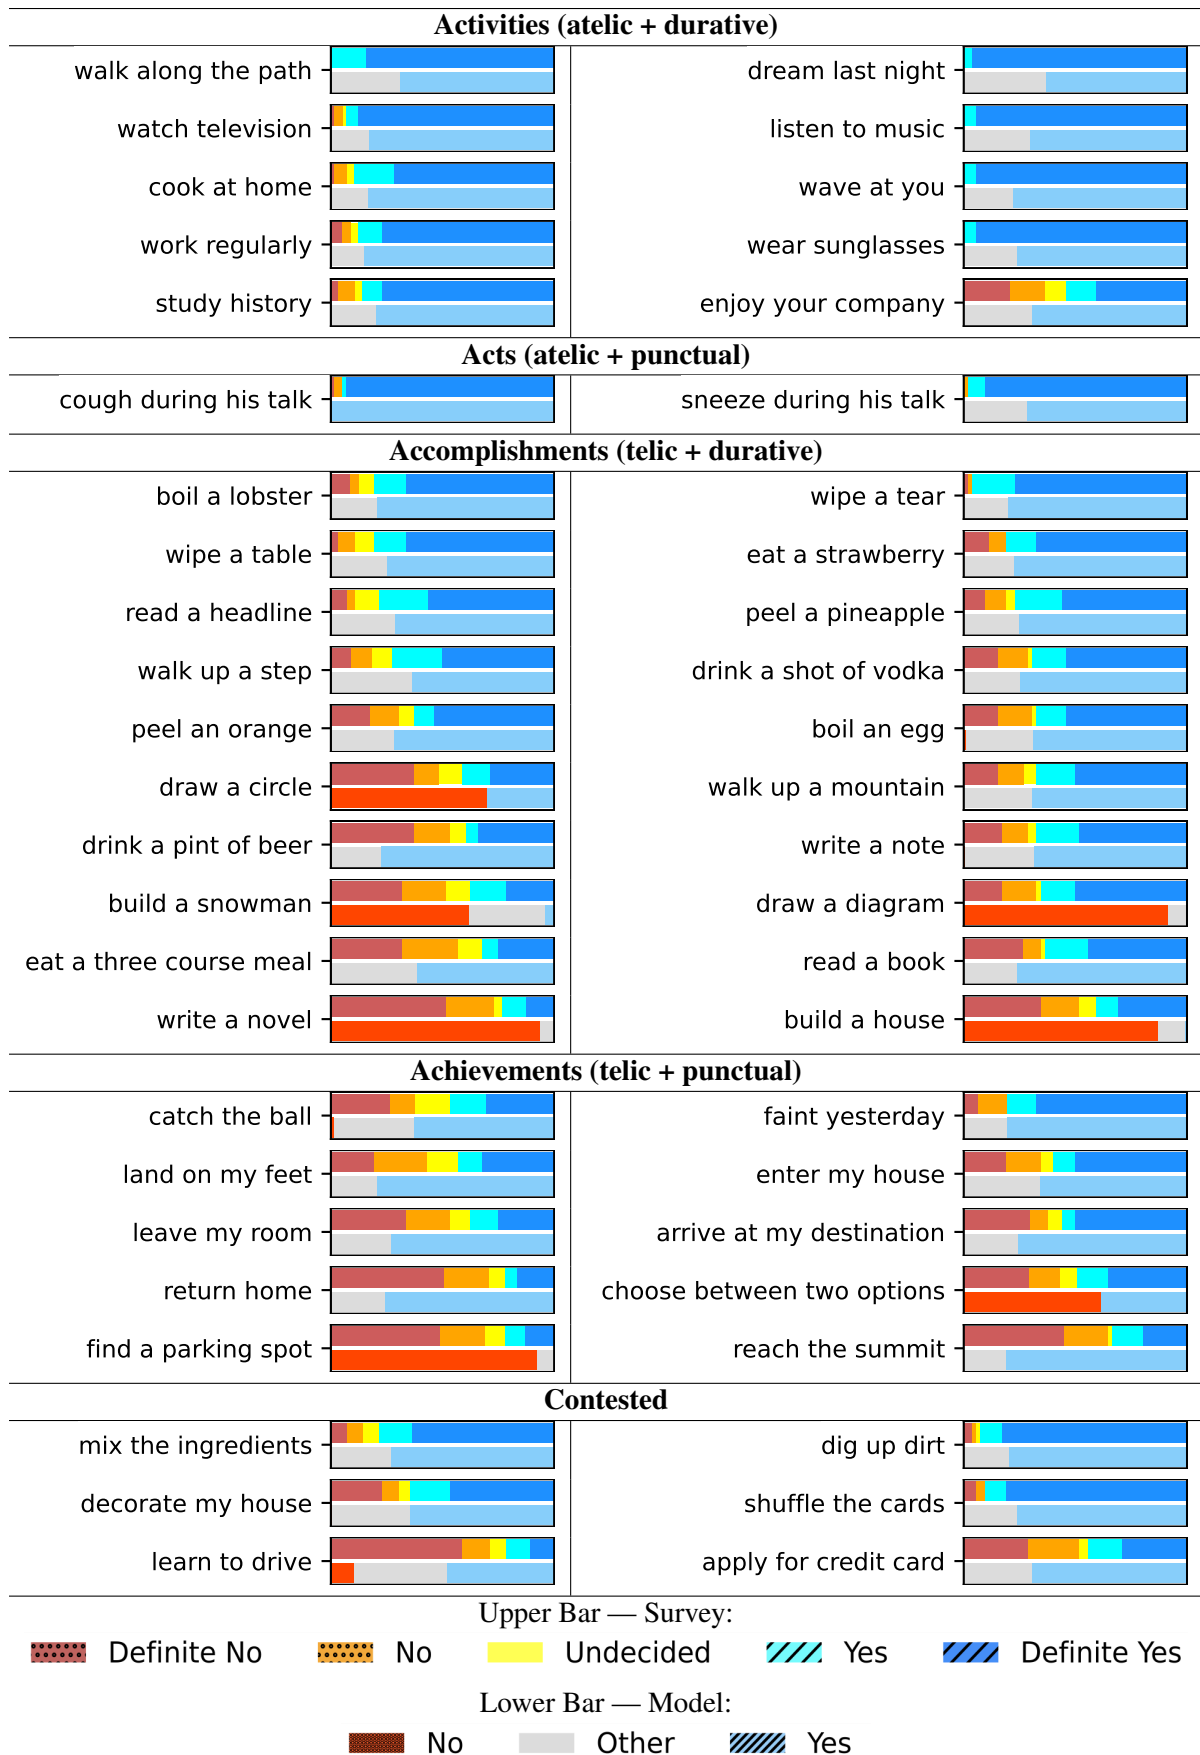 Activities (atelic + durative)
walk along the path
dream last night
watch television
listen to music
cook at home
wave at you
work regularly
wear sunglasses
study history
enjoy your company
Acts (atelic + punctual)
cough during his talk
sneeze during his talk
Accomplishments (telic + durative)
boil a lobster
wipe a tear
wipe a table
eat a strawberry
read a headline
peel a pineapple
walk up a step
drink a shot of vodka
peel an orange
boil an egg
draw a circle
walk up a mountain
drink a pint of beer
write a note
build a snowman
draw a diagram
eat a three course meal
read a book
write a novel
build a house
Achievements (telic + punctual)
catch the ball
faint yesterday
land on my feet
enter my house
leave my room
arrive at my destination
return home
choose between two options
find a parking spot
reach the summit
Contested
mix the ingredients
dig up dirt
decorate my house
shuffle the cards
learn to drive
apply for credit card
Upper Bar — Survey:
Definite No No Undecided Yes Definite Yes
Lower Bar — Model:
No Other Yes